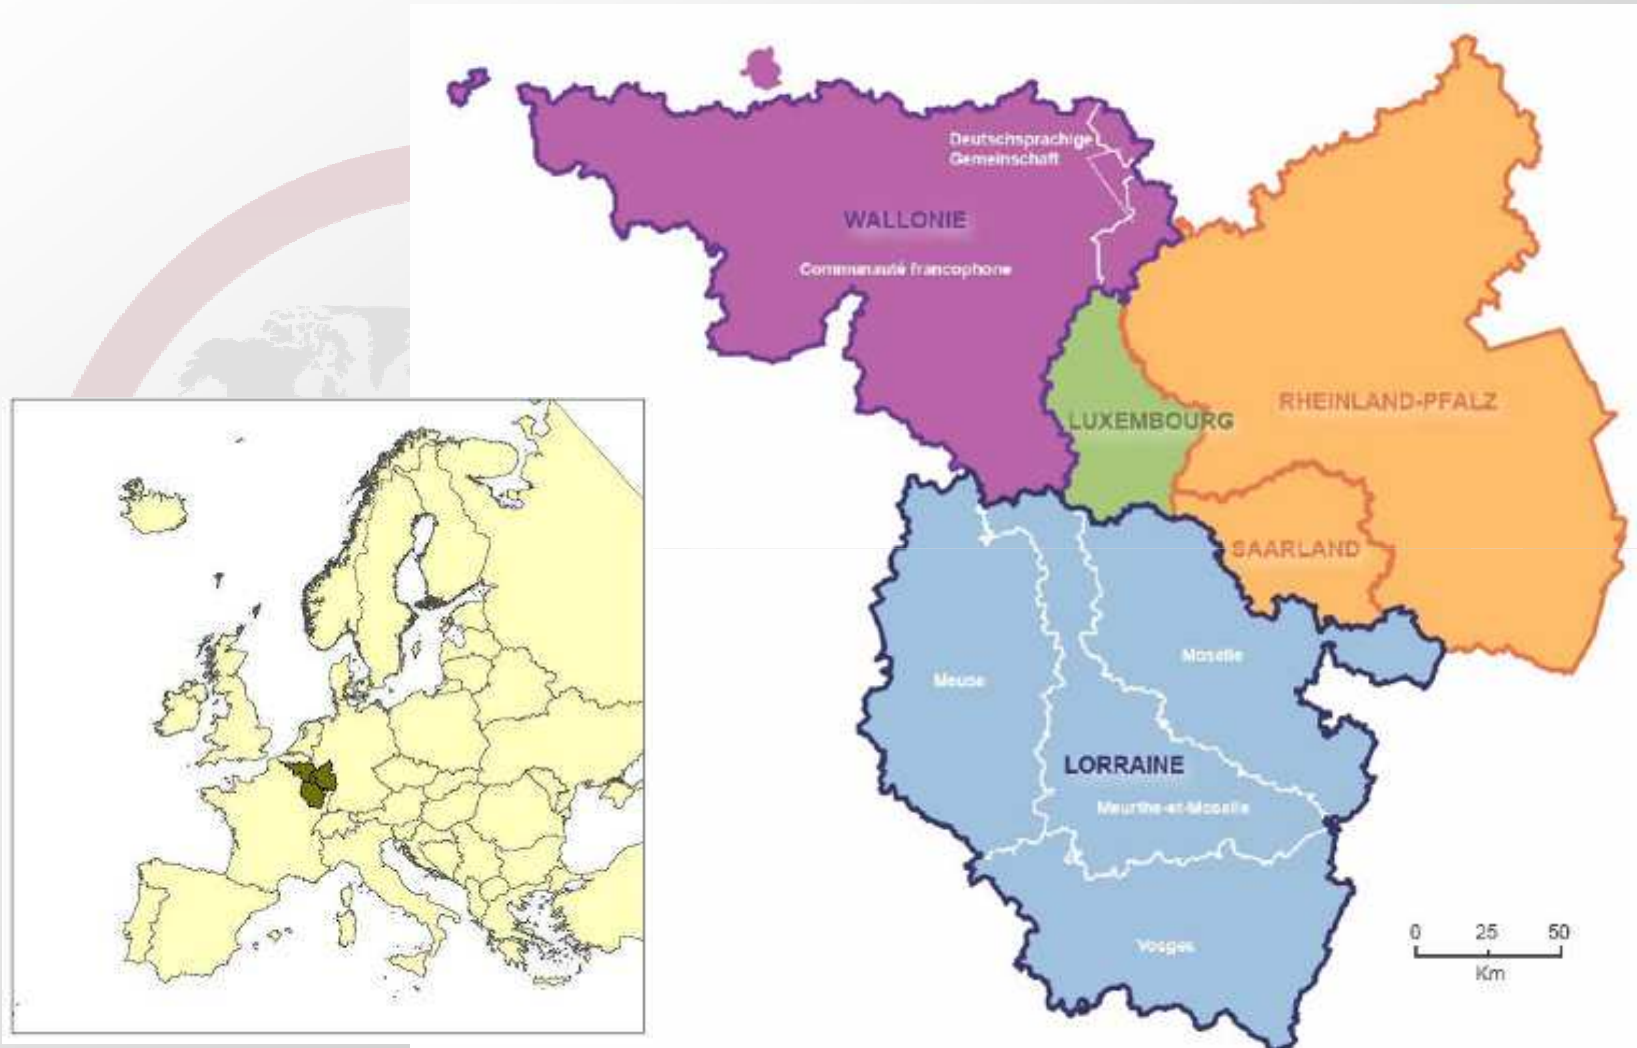 Deutschsprachige
Gemeinschaft
WALLONIE
Communauté francophone
LUXEMBOURG
RHEINLAND-PFALZ
SAARLAND
Moselle
Meuse
LORRAINE
Meurthe-et-Moselle
Vosges
0 25 50
Km